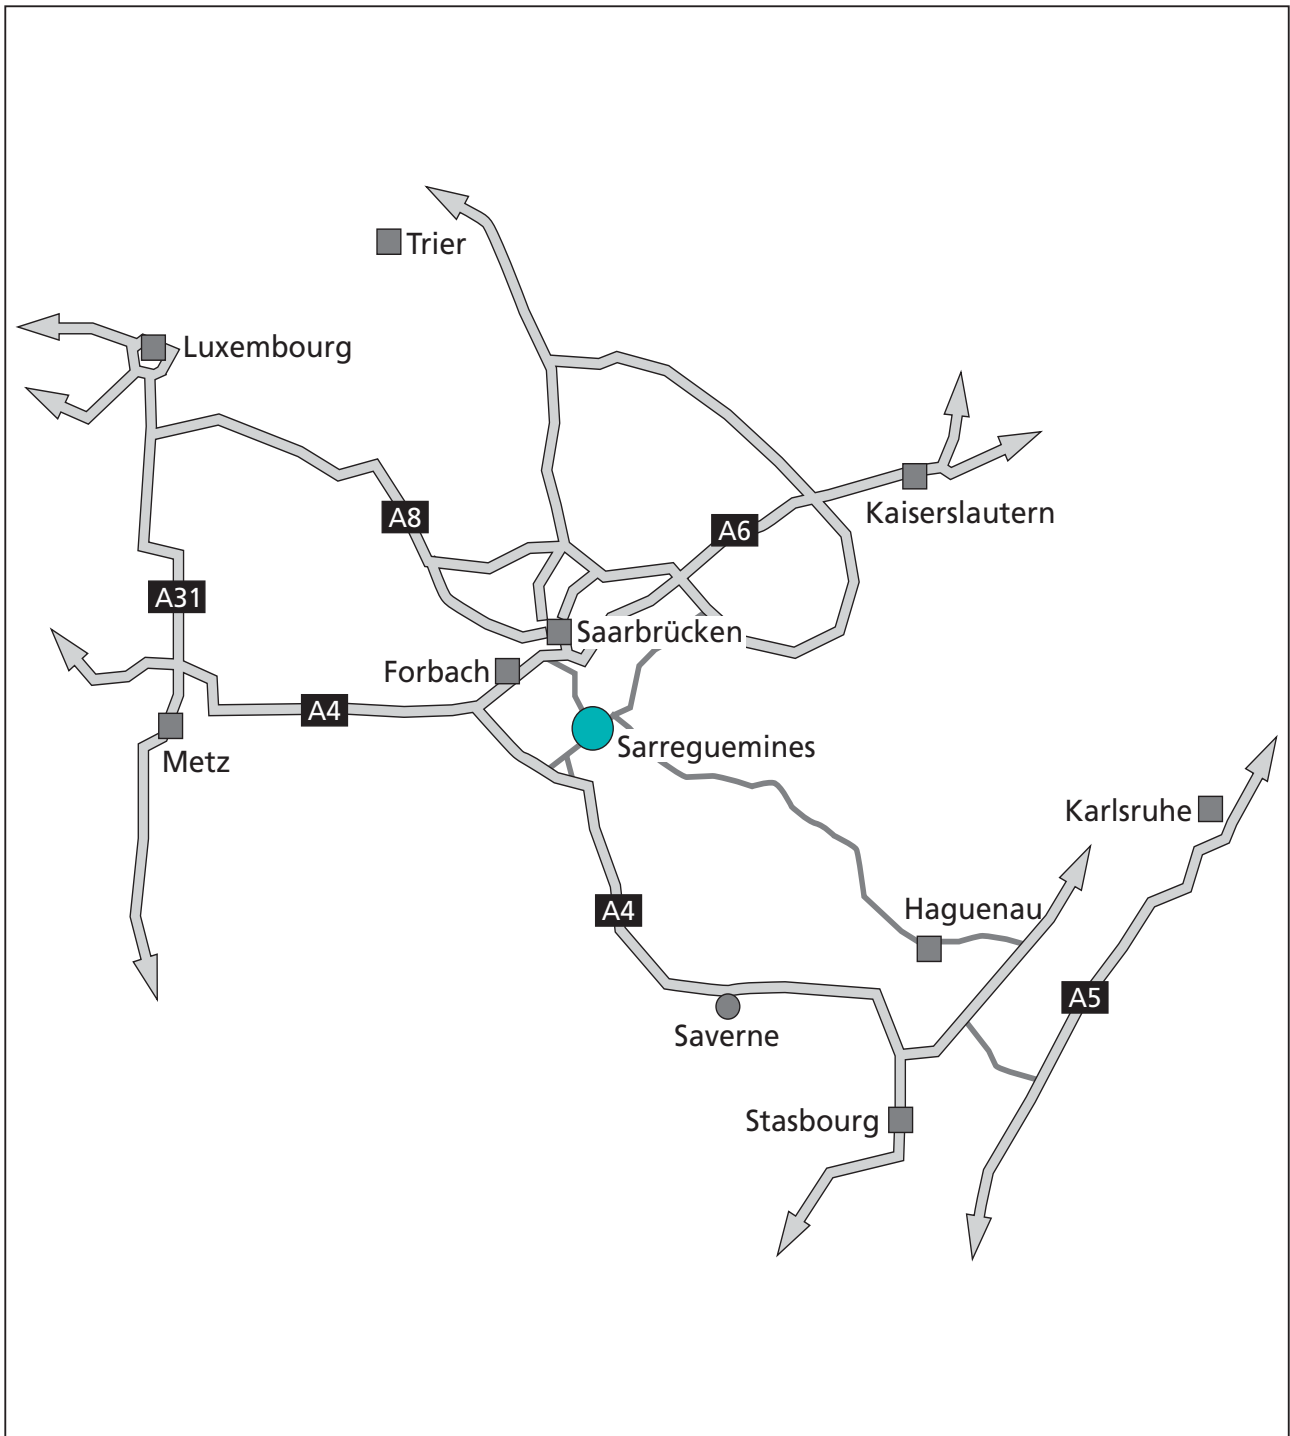 Trier
Luxembourg
A8
A6
Kaiserslautern
A31
Saarbrücken
Forbach
A4
Sarreguemines
Metz
Karlsruhe
A4
Haguenau
A5
Saverne
Stasbourg